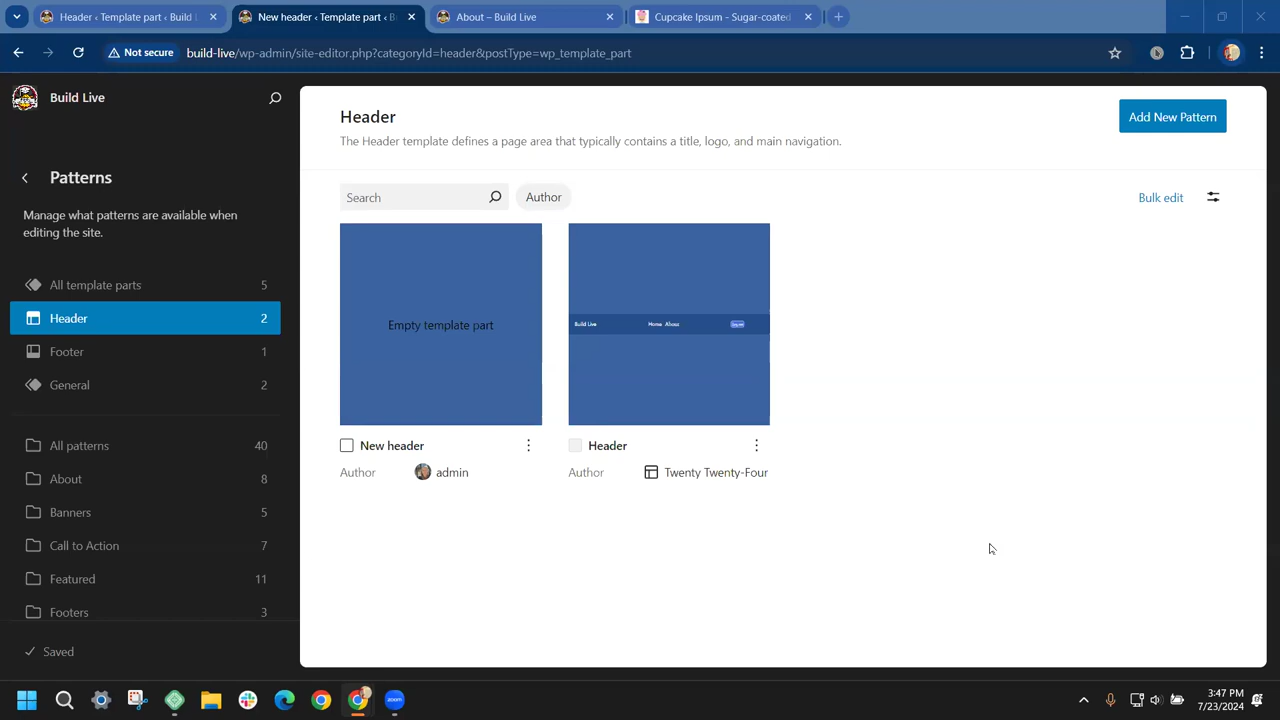 Header ‹ Template part ‹ Build L
New header ‹ Template part ‹ B
About – Build Live
Cupcake Ipsum - Sugar-coated
Not secure
build-live/wp-admin/site-editor.php?categoryId=header&postType=wp_template_part
Build Live
Patterns
Manage what patterns are available when
editing the site.
All template parts 5
Header 2
Footer 1
General 2
All patterns 40
About 8
Banners 5
Call to Action 7
Featured 11
Footers 3
Saved
Header
Add New Pattern
The Header template defines a page area that typically contains a title, logo, and main navigation.
Search
Author
Bulk edit
Empty template part
Build Live Home About
New header
Author admin
Header
Author Twenty Twenty-Four
zoom
3:47 PM
7/23/2024